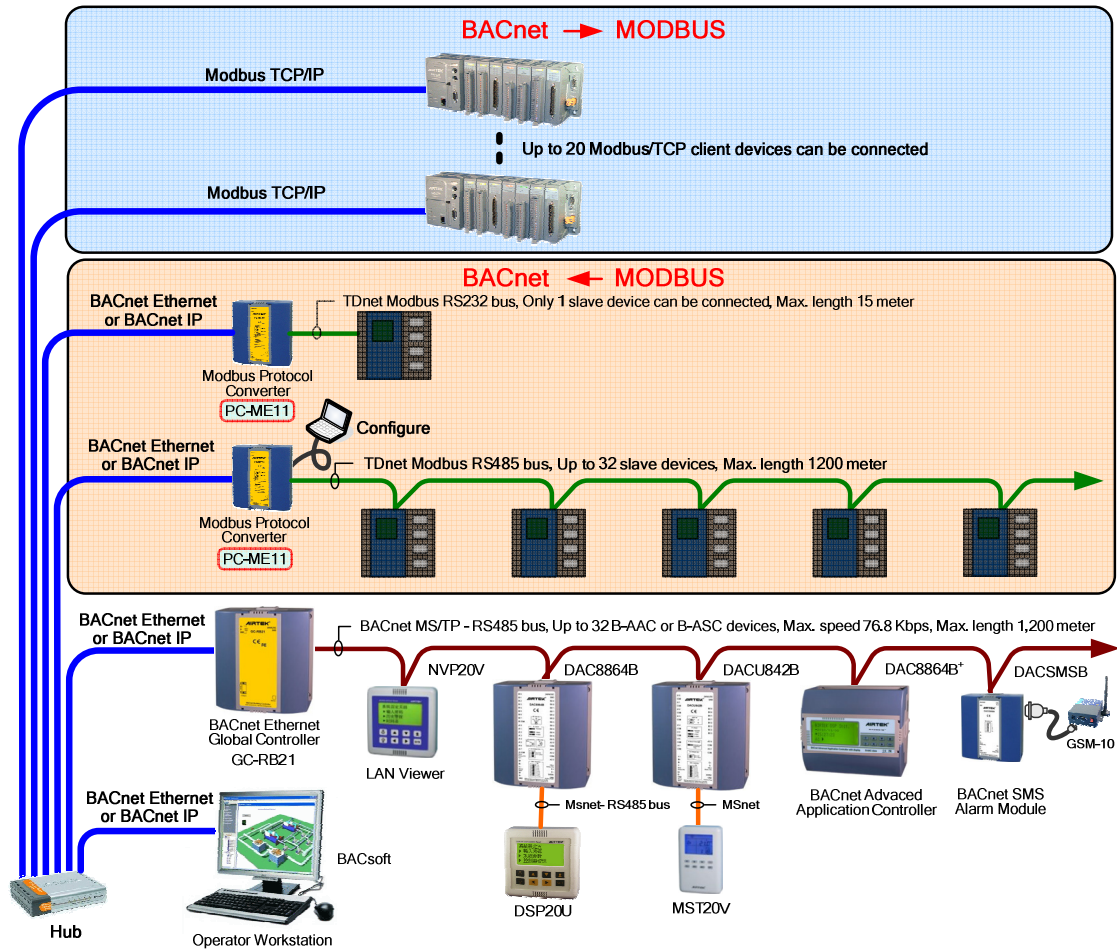 BACnet → MODBUS
Modbus TCP/IP
Up to 20 Modbus/TCP client devices can be connected
Modbus TCP/IP
BACnet ← MODBUS
BACnet Ethernet
or BACnet IP
TDnet Modbus RS232 bus, Only 1 slave device can be connected, Max. length 15 meter
Modbus Protocol
Converter
PC-ME11
Configure
BACnet Ethernet
or BACnet IP
TDnet Modbus RS485 bus, Up to 32 slave devices, Max. length 1200 meter
Modbus Protocol
Converter
PC-ME11
BACnet Ethernet
or BACnet IP
AIRTEK
GC-RB21
BACnet MS/TP - RS485 bus, Up to 32 B-AAC or B-ASC devices, Max. speed 76.8 Kbps, Max. length 1,200 meter
NVP20V
DAC8864B
DACU842B
DAC8864B+
DACSMSB
BACnet Ethernet
Global Controller
GC-RB21
LAN Viewer
AIRTEK
AIRTEK
AIRTEK
GSM-10
BACnet Advaced
Application Controller
BACnet SMS
Alarm Module
Msnet- RS485 bus
MSnet
BACnet Ethernet
or BACnet IP
BACsoft
DSP20U
MST20V
Hub
Operator Workstation